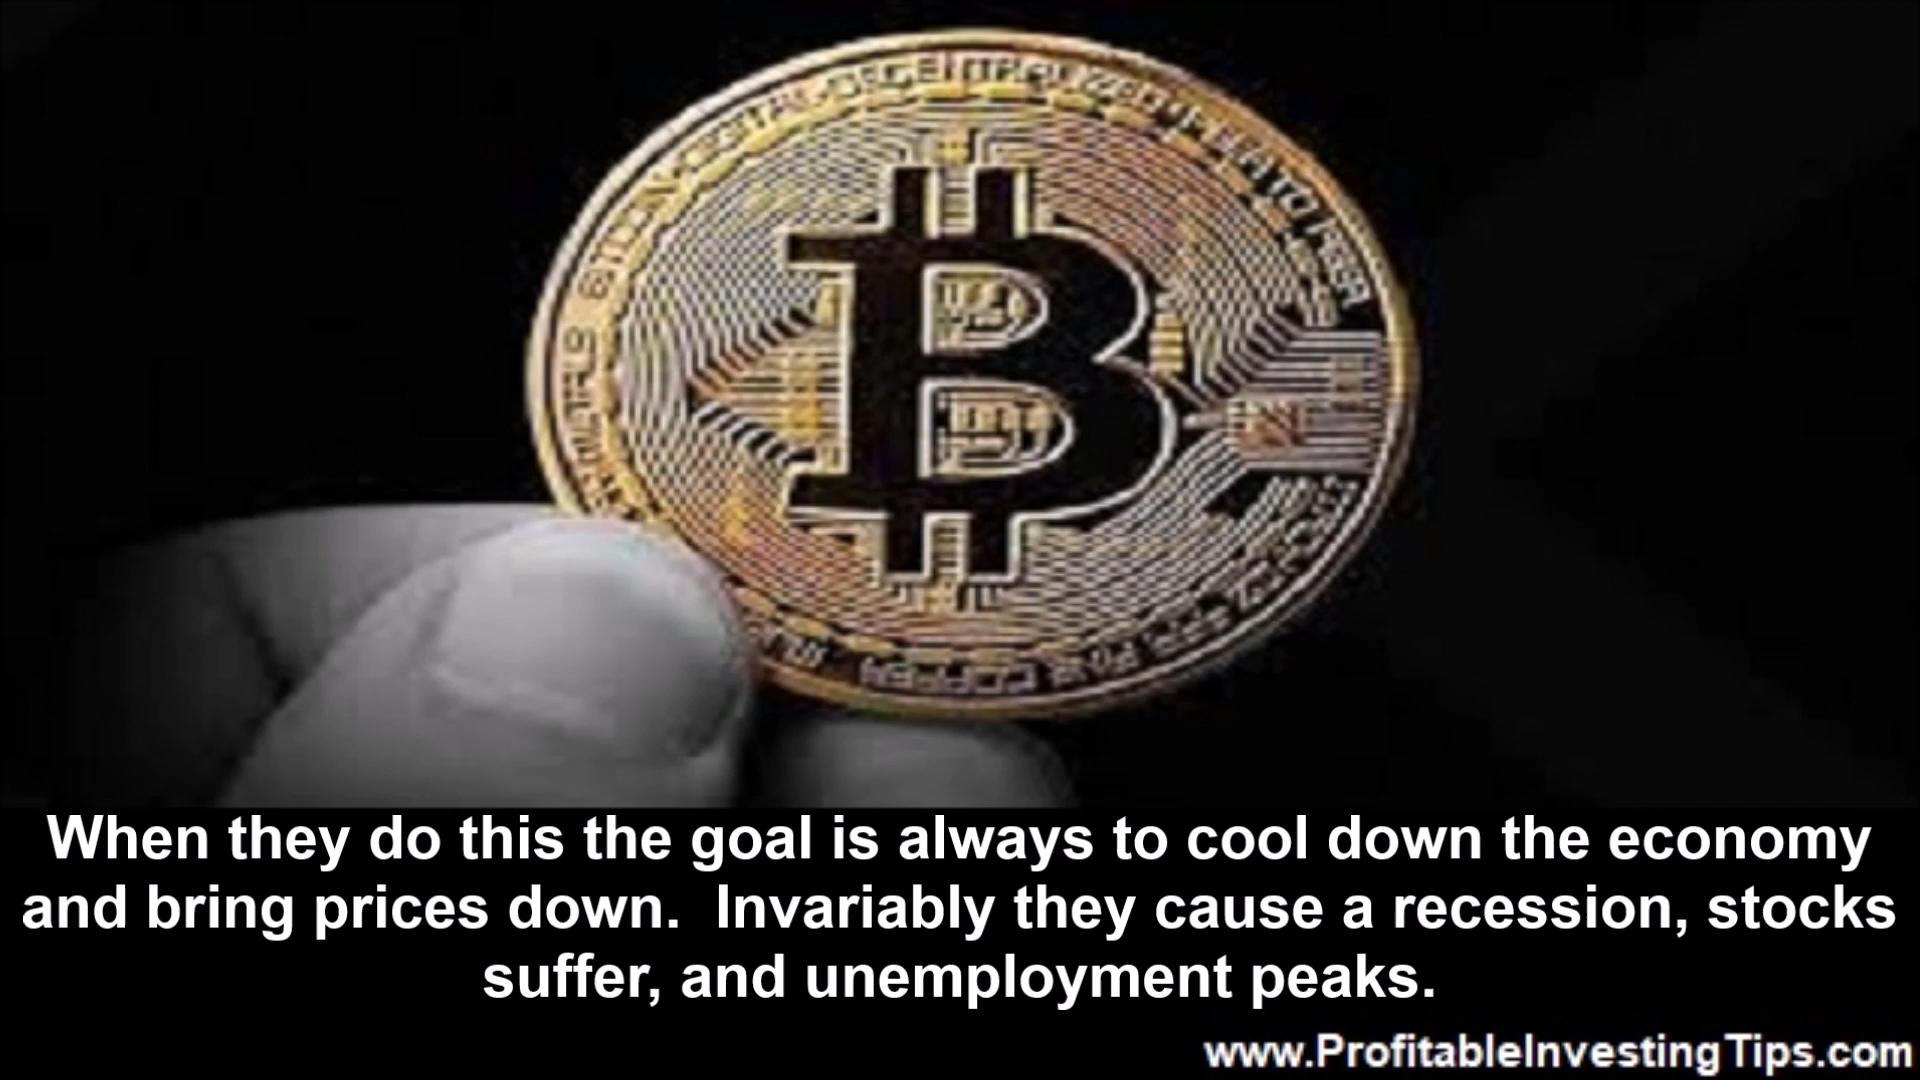 When they do this the goal is always to cool down the economy
and bring prices down.  Invariably they cause a recession, stocks
suffer, and unemployment peaks.
www.ProfitableInvestingTips.com